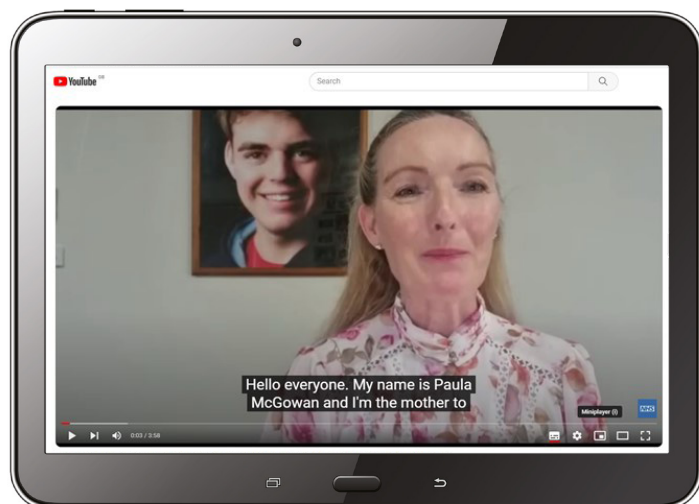 YouTube GB
Search
Hello everyone. My name is Paula
McGowan and I'm the mother to
Miniplayer (i)
NHS
0:03 / 3:58